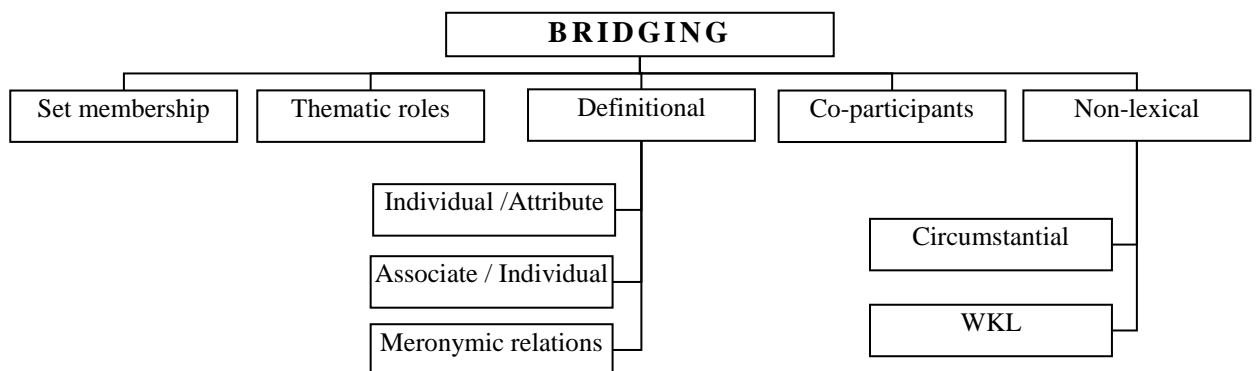 BRIDGING
Set membership
Thematic roles
Definitional
Co-participants
Non-lexical
Individual /Attribute
Associate / Individual
Meronymic relations
Circumstantial
WKL